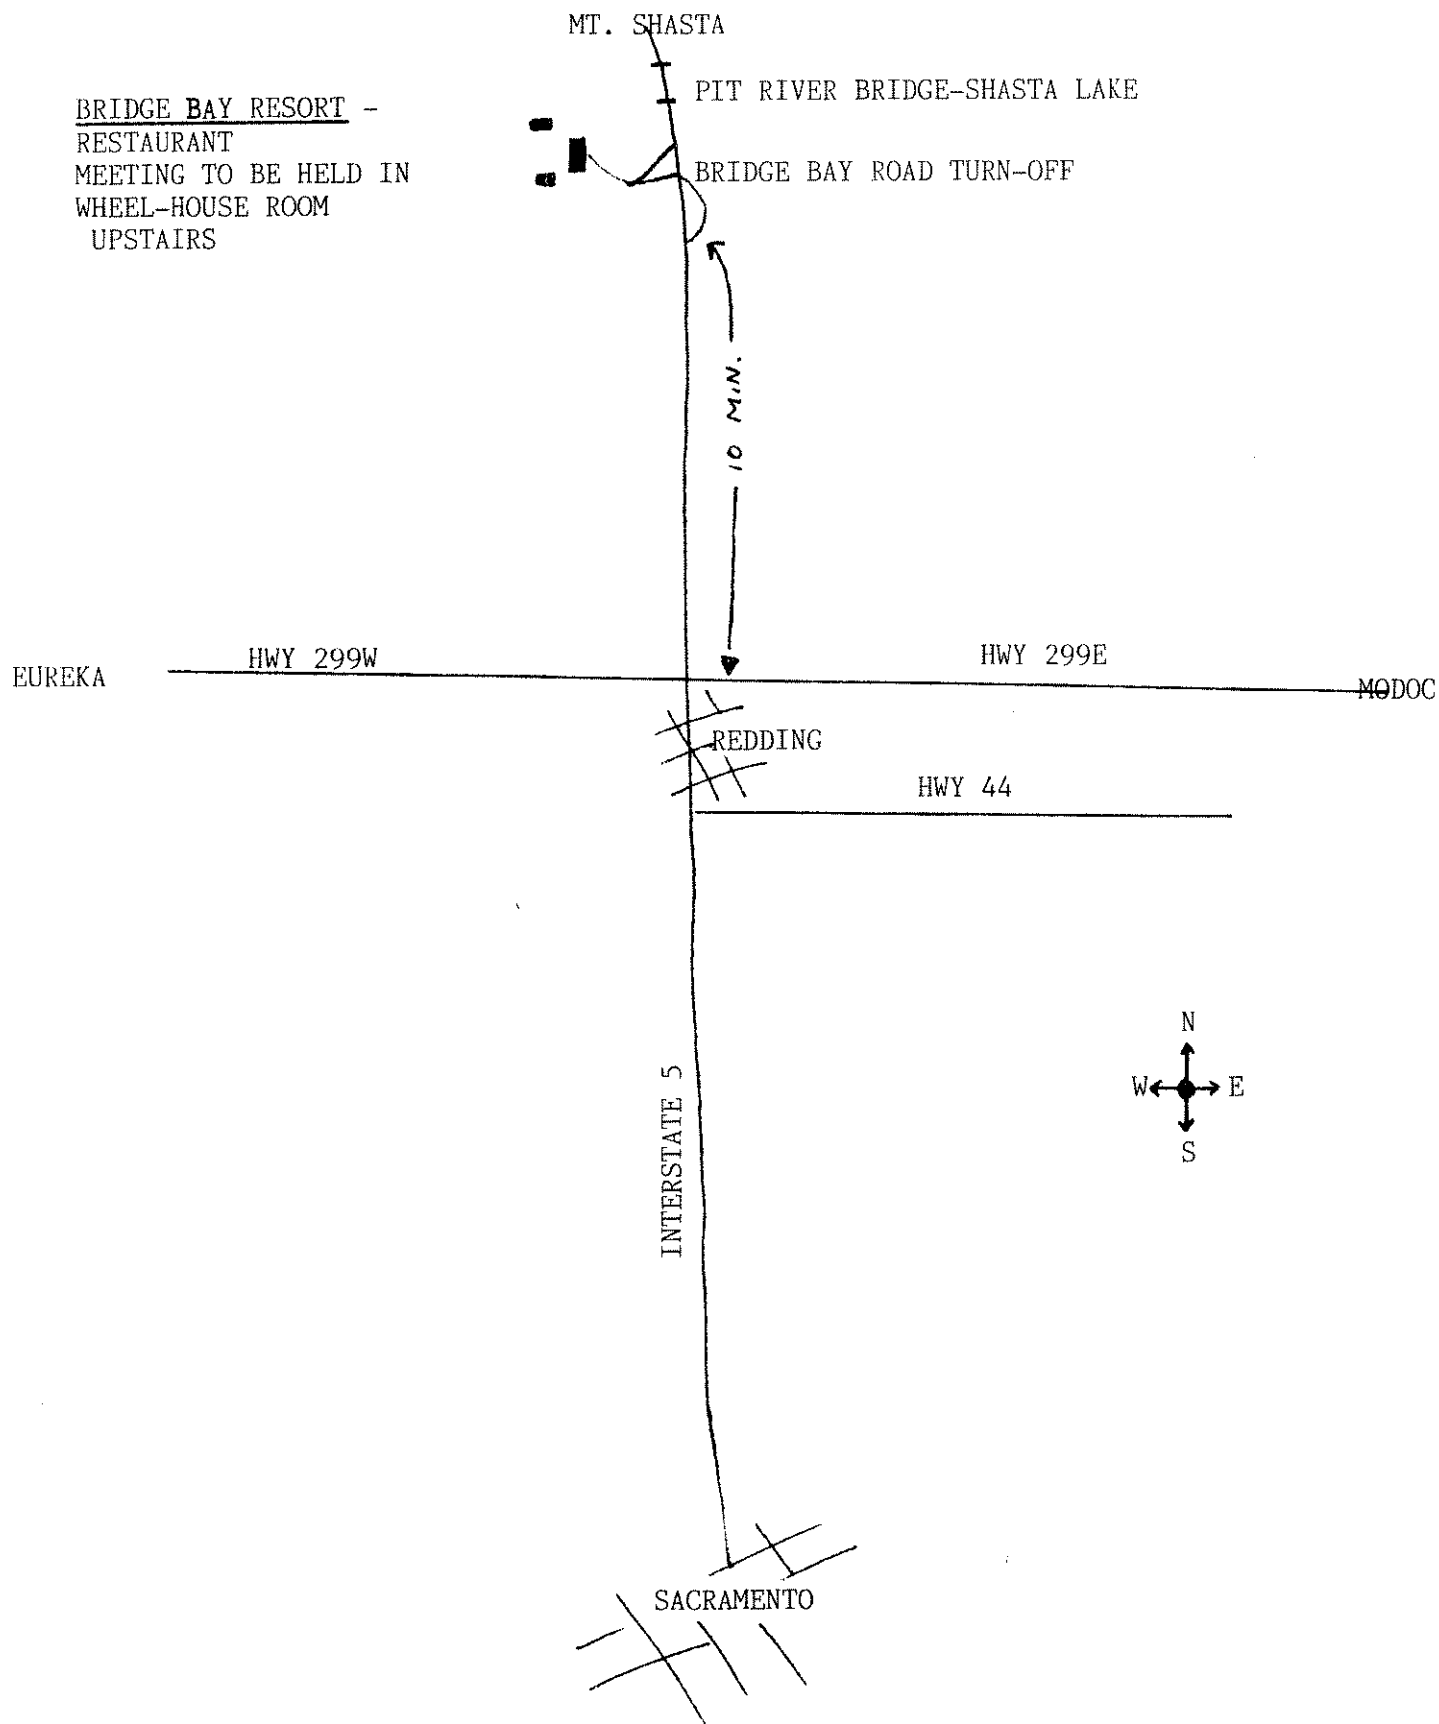 MT. SHASTA
PIT RIVER BRIDGE-SHASTA LAKE
BRIDGE BAY RESORT -
RESTAURANT
MEETING TO BE HELD IN
WHEEL-HOUSE ROOM
UPSTAIRS
BRIDGE BAY ROAD TURN-OFF
10 MIN.
EUREKA
HWY 299W
HWY 299E
MODOC
REDDING
HWY 44
INTERSTATE 5
N
W E
S
SACRAMENTO